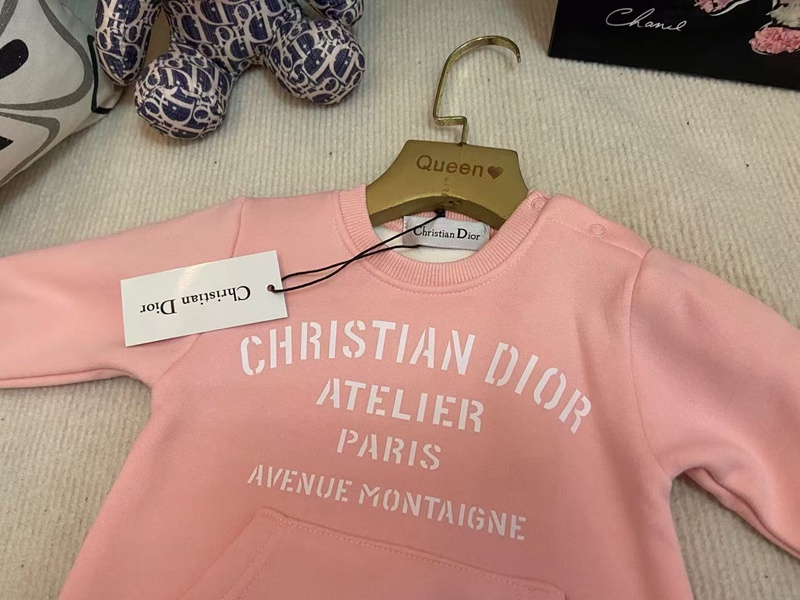 Chanel
Queen
Christian Dior
Christian Dior
CHRISTIAN DIOR
ATELIER
PARIS
AVENUE MONTAIGNE